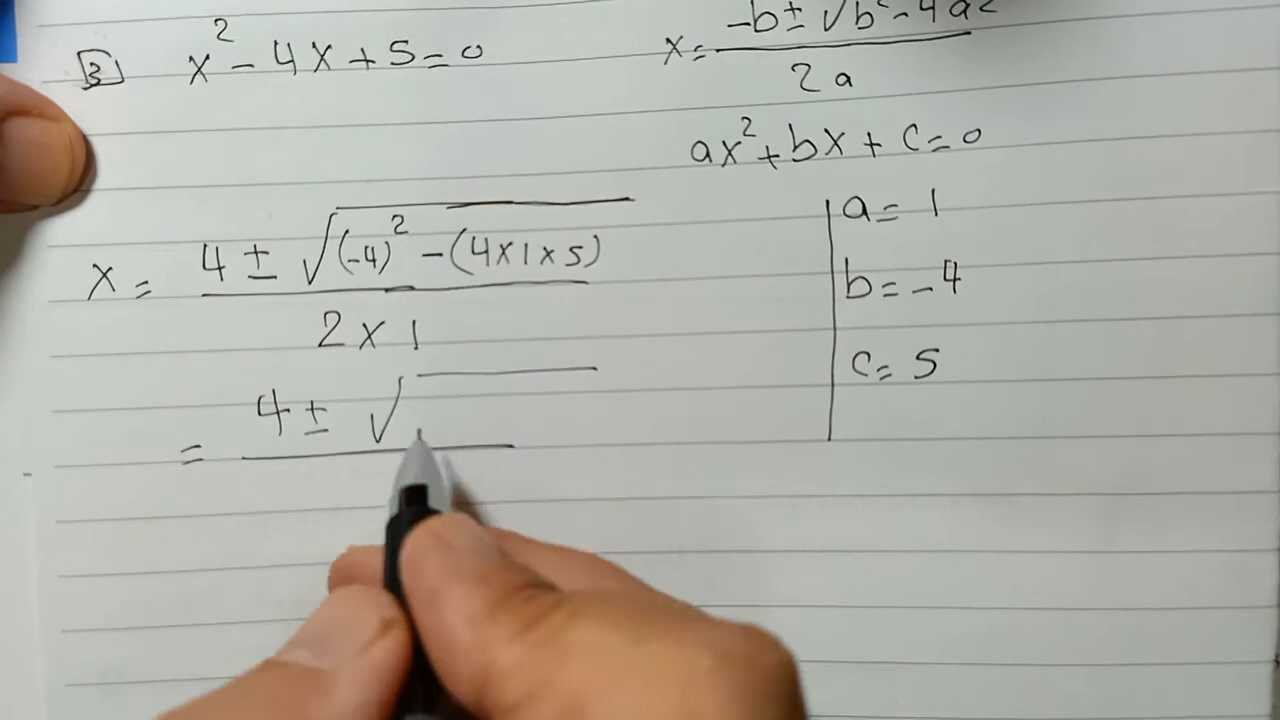 3 x² - 4x + 5 = 0
x = (-b ± √b² - 4ac) / 2a
ax² + bx + c = 0
a = 1
b = -4
c = 5
x = (4 ± √(-4)² - (4 x 1 x 5)) / 2 x 1
= 4 ± √